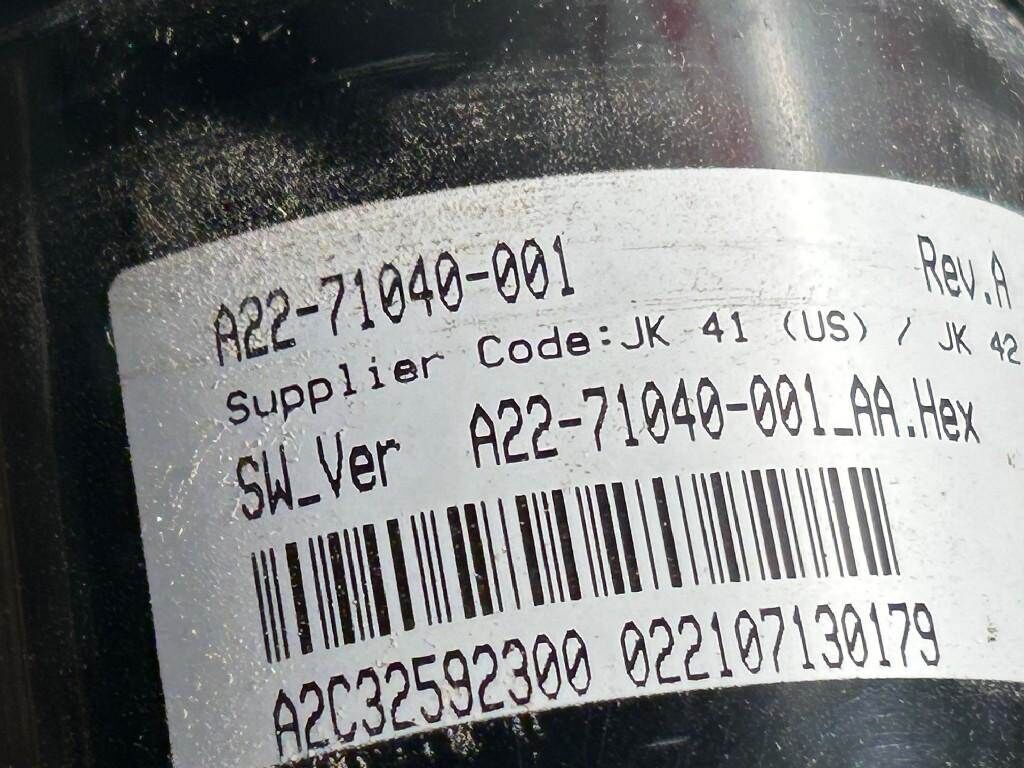 A22-71040-001 Rev.A
Supplier Code:JK 41 (US) / JK 42
SW_Ver A22-71040-001_AA.Hex
A2C32592300 022107130179